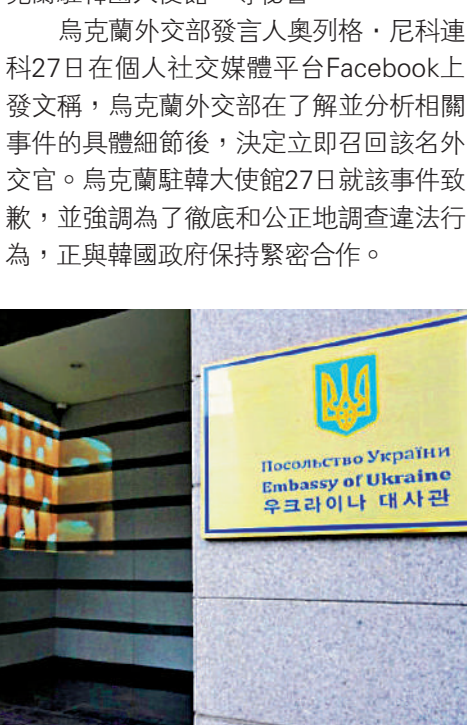 烏克蘭外交部發言人奧列格·尼科連
科27日在個人社交媒體平台Facebook上
發文稱，烏克蘭外交部在了解並分析相關
事件的具體細節後，決定立即召回該名外
交官。烏克蘭駐韓大使館27日就該事件致
歉，並強調為了徹底和公正地調查違法行
為，正與韓國政府保持緊密合作。
Посольство України
Embassy of Ukraine
우크라이나 대사관